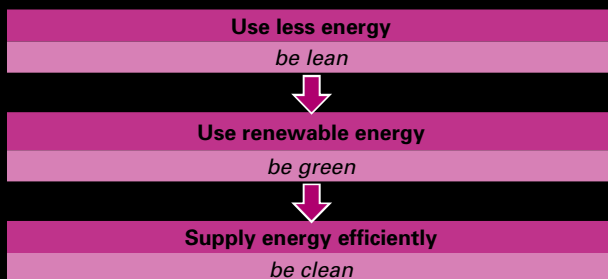 Use less energy
be lean
Use renewable energy
be green
Supply energy efficiently
be clean